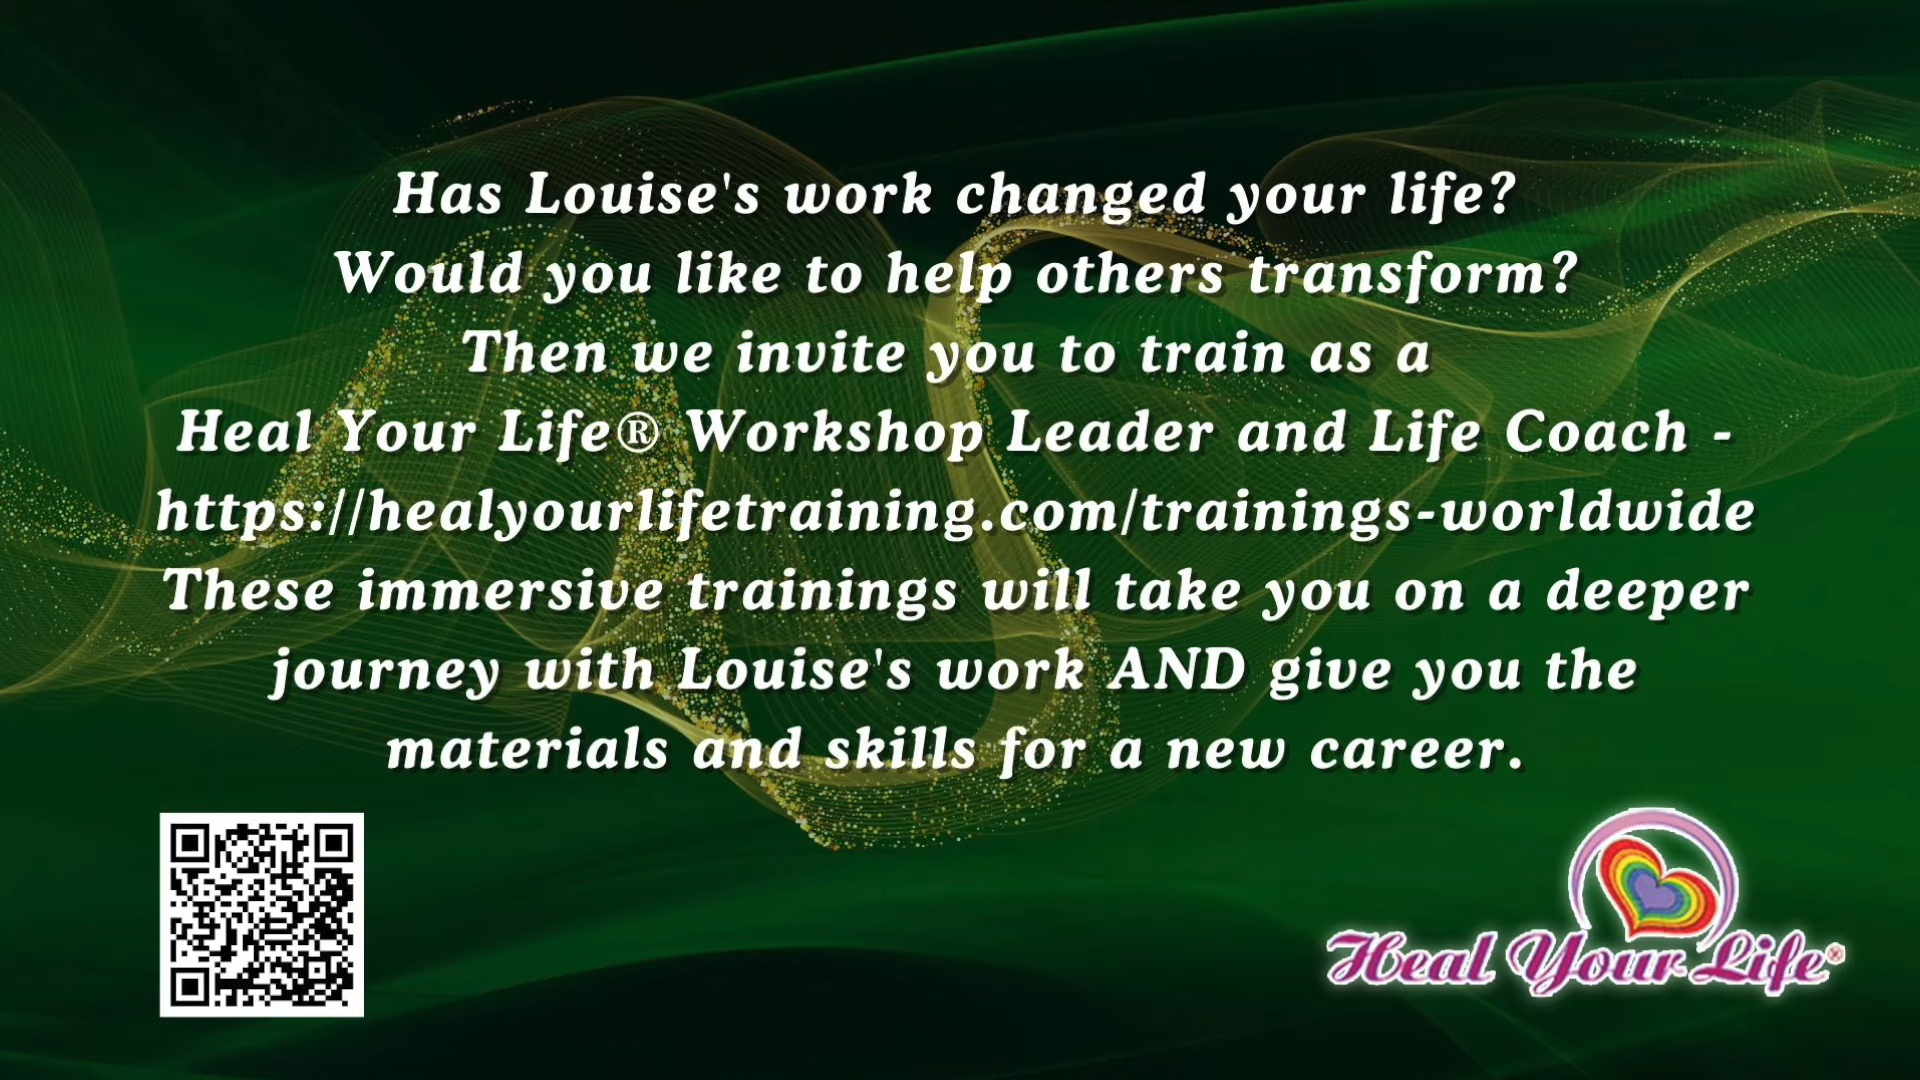 Has Louise's work changed your life?
Would you like to help others transform?
Then we invite you to train as a
Heal Your Life® Workshop Leader and Life Coach -
https://healyourlifetraining.com/trainings-worldwide
These immersive trainings will take you on a deeper
journey with Louise's work AND give you the
materials and skills for a new career.
Heal Your Life®